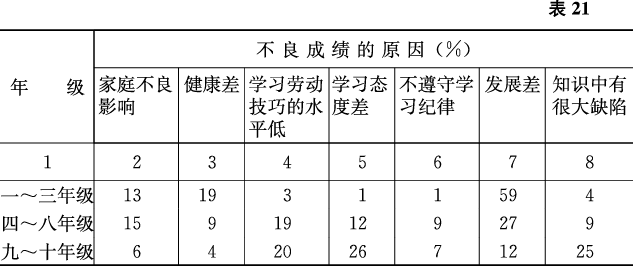 表 21
年 级
不 良 成 绩 的 原 因（%）
家庭不良影响 健康差 学习劳动技巧的水平低 学习态度差 不遵守学习纪律 发展差 知识中有很大缺陷
1 2 3 4 5 6 7 8
一～三年级 13 19 3 1 1 59 4
四～八年级 15 9 19 12 9 27 9
九～十年级 6 4 20 26 7 12 25